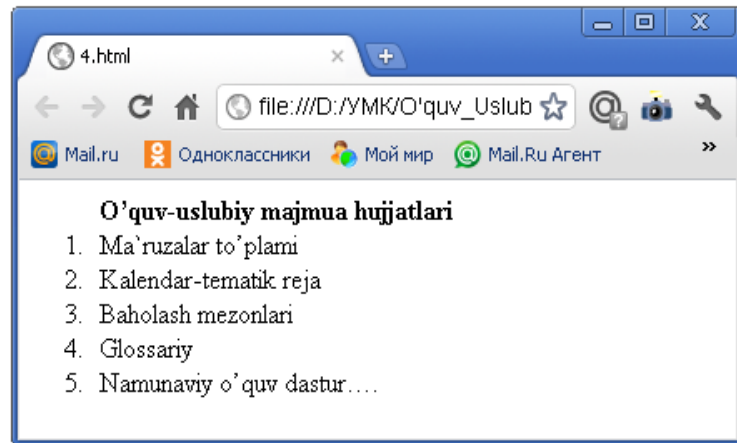 4.html
file:///D:/УМК/O'quv_Uslub
Mail.ru Одноклассники Мой мир Mail.Ru Агент »
O’quv-uslubiy majmua hujjatlari
1. Ma`ruzalar to’plami
2. Kalendar-tematik reja
3. Baholash mezonlari
4. Glossariy
5. Namunaviy o’quv dastur….